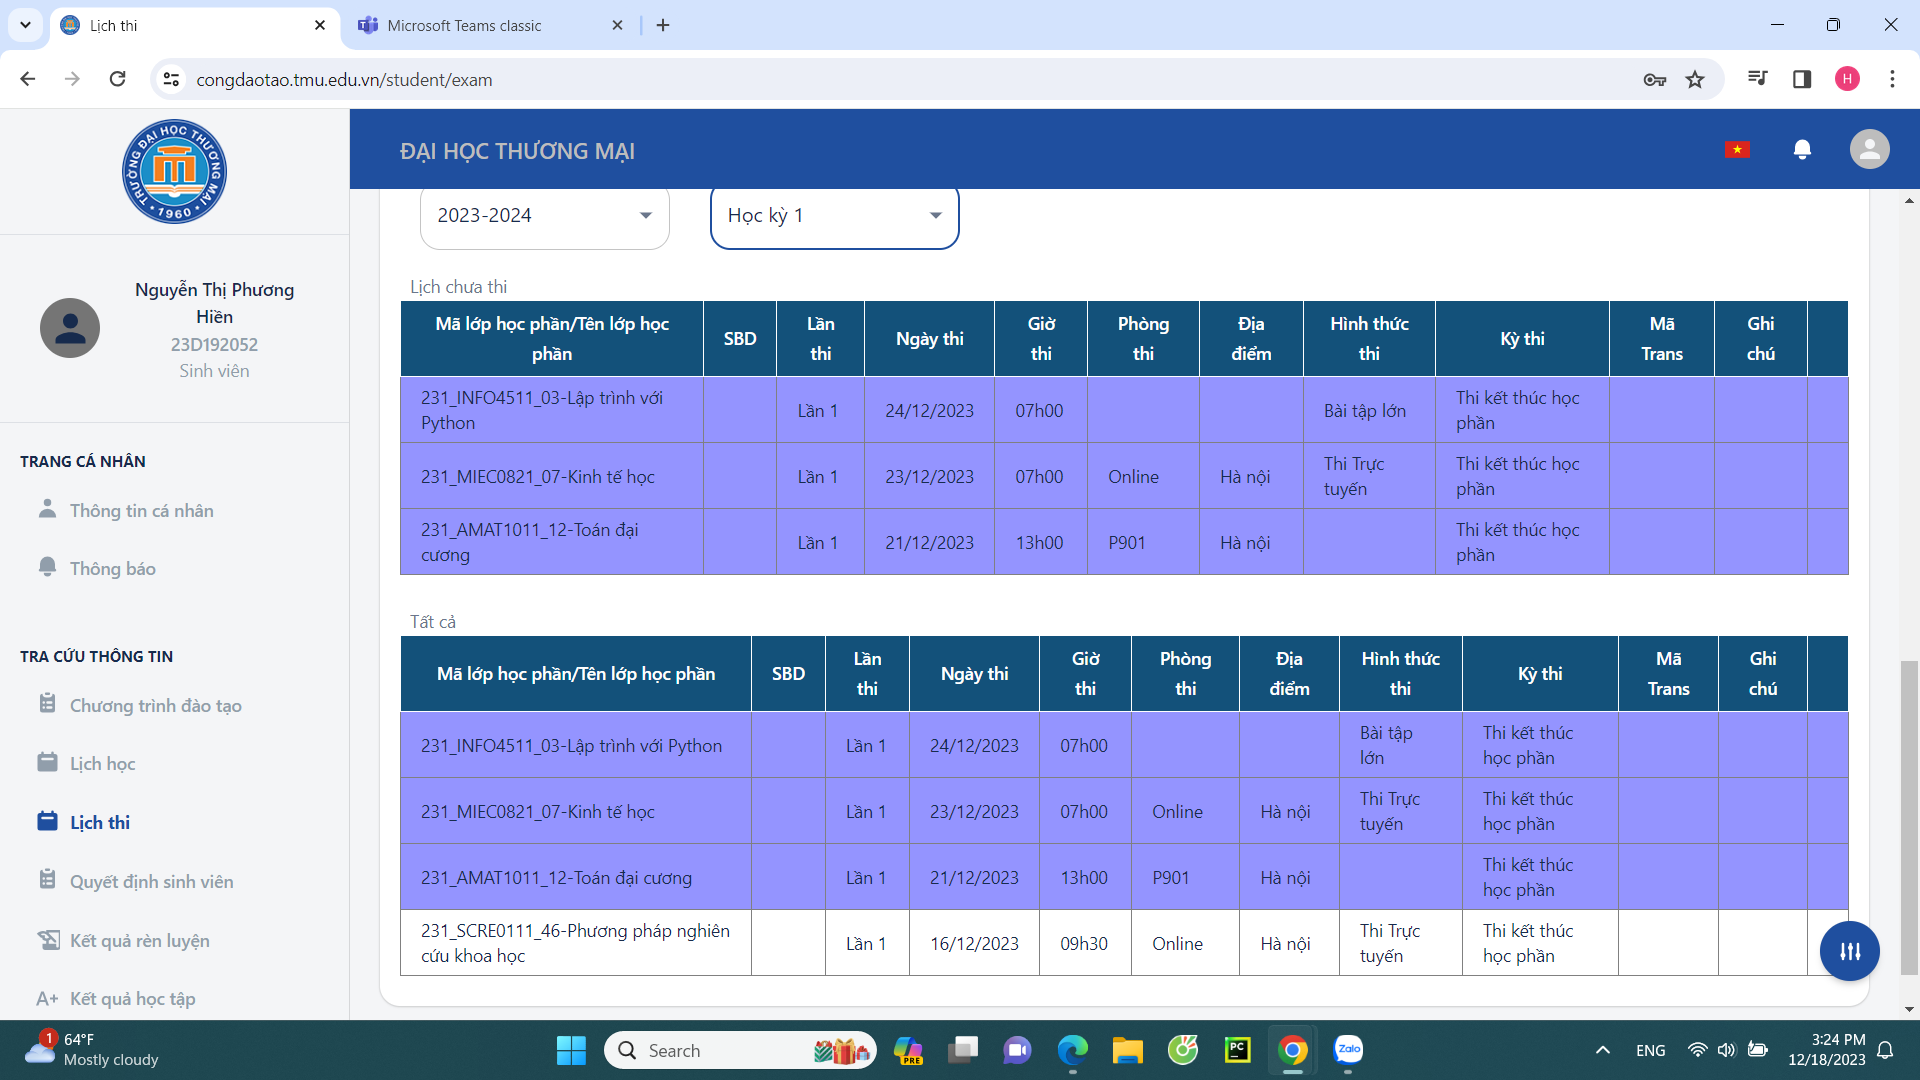 Lịch thi
Microsoft Teams classic
congdaotao.tmu.edu.vn/student/exam
H
TRƯỜNG ĐẠI HỌC THƯƠNG MẠI
1960
ĐẠI HỌC THƯƠNG MẠI
Nguyễn Thị Phương
Hiền
23D192052
Sinh viên
TRANG CÁ NHÂN
Thông tin cá nhân
Thông báo
TRA CỨU THÔNG TIN
Chương trình đào tạo
Lịch học
Lịch thi
Quyết định sinh viên
Kết quả rèn luyện
A+ Kết quả học tập
2023-2024
Học kỳ 1
Lịch chưa thi
Mã lớp học phần/Tên lớp học phần SBD Lần thi Ngày thi Giờ thi Phòng thi Địa điểm Hình thức thi Kỳ thi Mã Trans Ghi chú
231_INFO4511_03-Lập trình với Python Lần 1 24/12/2023 07h00 Bài tập lớn Thi kết thúc học phần
231_MIEC0821_07-Kinh tế học Lần 1 23/12/2023 07h00 Online Hà nội Thi Trực tuyến Thi kết thúc học phần
231_AMAT1011_12-Toán đại cương Lần 1 21/12/2023 13h00 P901 Hà nội Thi kết thúc học phần
Tất cả
Mã lớp học phần/Tên lớp học phần SBD Lần thi Ngày thi Giờ thi Phòng thi Địa điểm Hình thức thi Kỳ thi Mã Trans Ghi chú
231_INFO4511_03-Lập trình với Python Lần 1 24/12/2023 07h00 Bài tập lớn Thi kết thúc học phần
231_MIEC0821_07-Kinh tế học Lần 1 23/12/2023 07h00 Online Hà nội Thi Trực tuyến Thi kết thúc học phần
231_AMAT1011_12-Toán đại cương Lần 1 21/12/2023 13h00 P901 Hà nội Thi kết thúc học phần
231_SCRE0111_46-Phương pháp nghiên cứu khoa học Lần 1 16/12/2023 09h30 Online Hà nội Thi Trực tuyến Thi kết thúc học phần
1
64°F
Mostly cloudy
Search
PRE
PC
Zalo
ENG
3:24 PM
12/18/2023